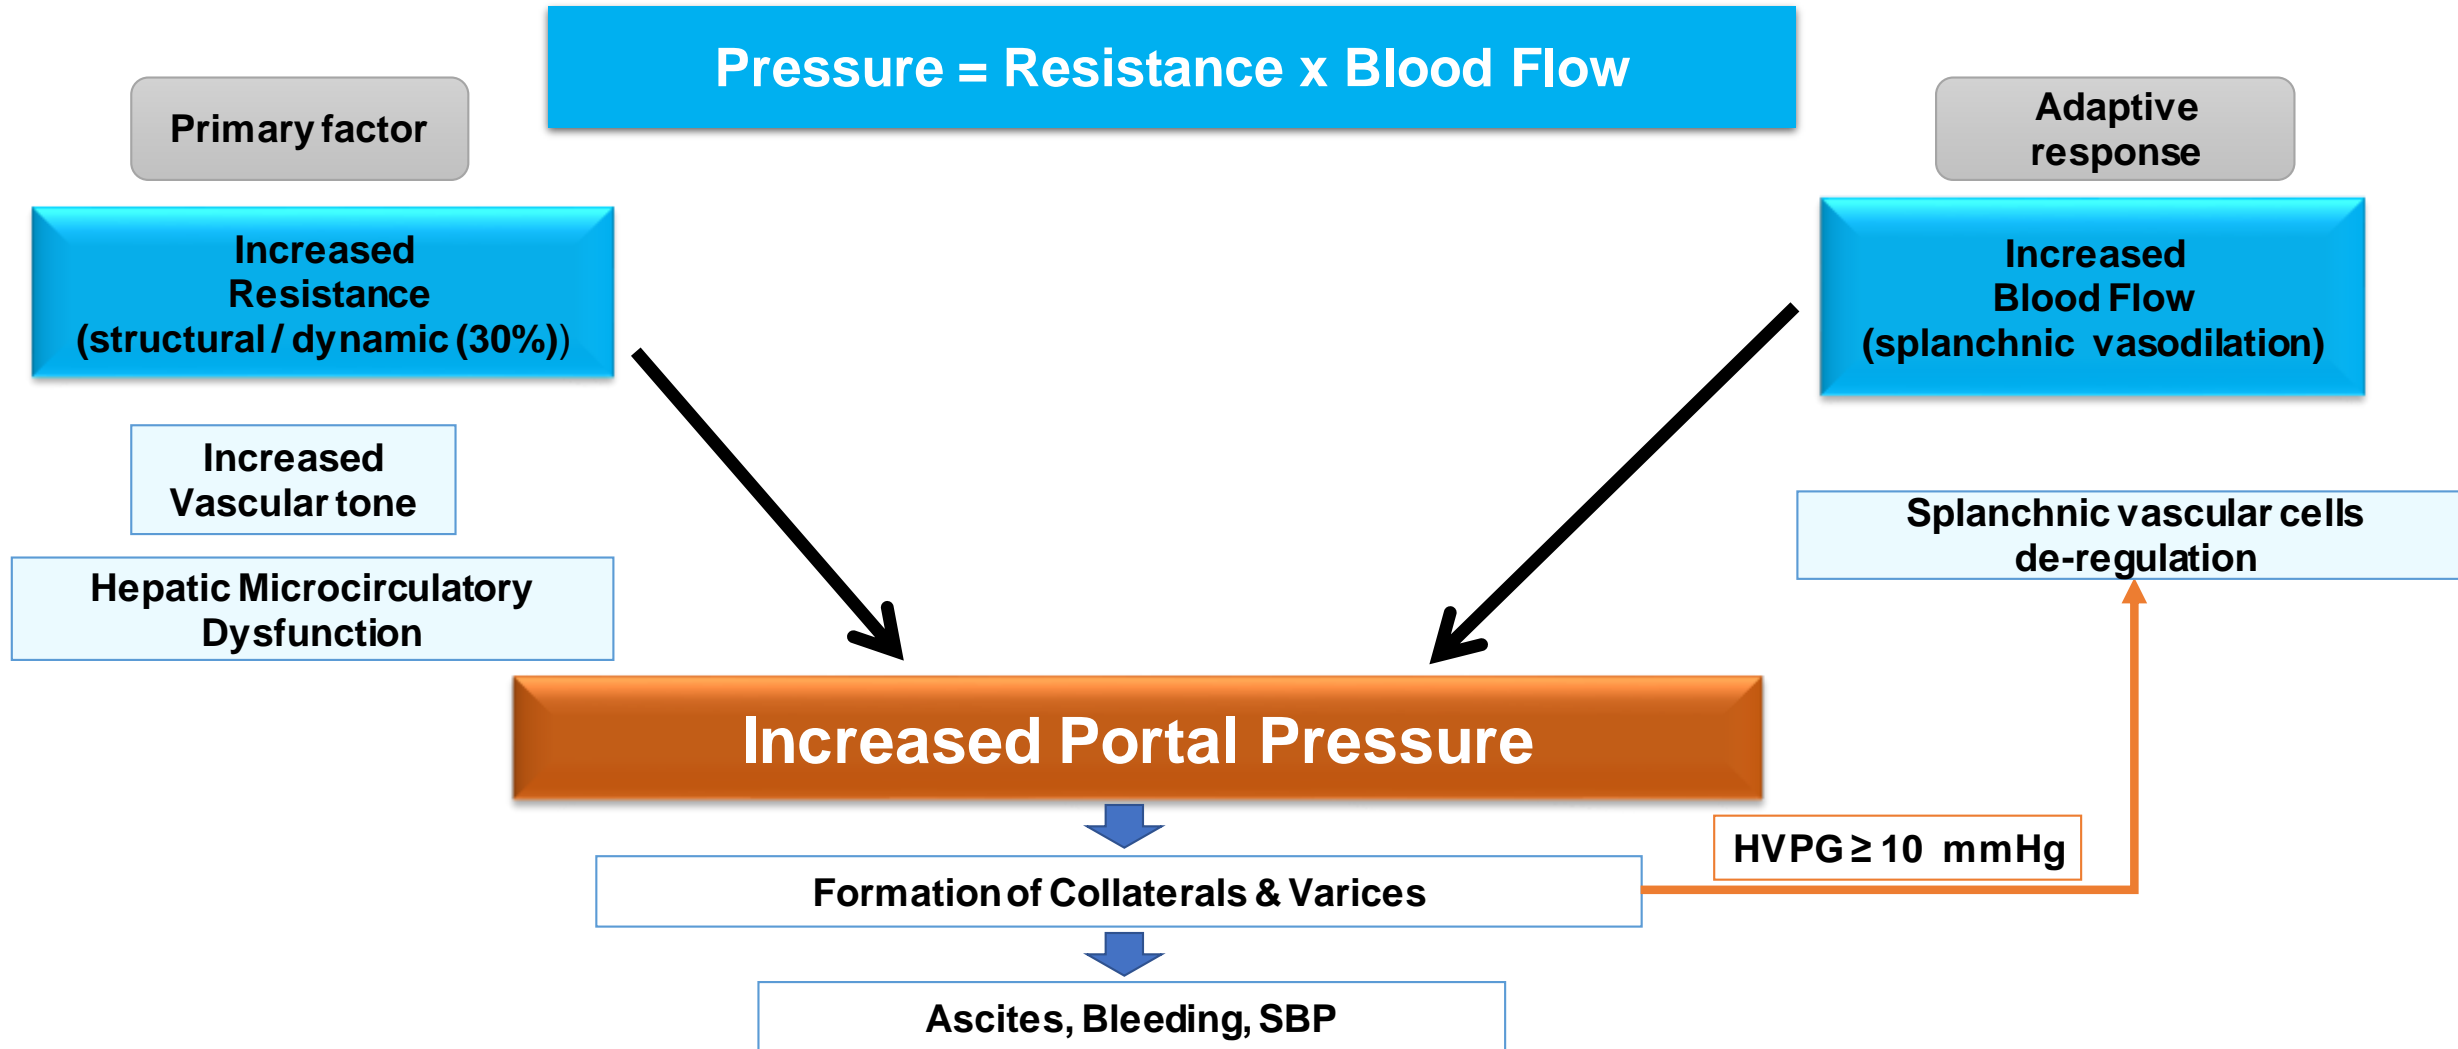 Pressure = Resistance x Blood Flow
Primary factor
Adaptive
response
Increased
Resistance
(structural / dynamic (30%))
Increased
Blood Flow
(splanchnic vasodilation)
Increased
Vascular tone
Hepatic Microcirculatory
Dysfunction
Splanchnic vascular cells
de-regulation
Increased Portal Pressure
HVPG ≥ 10 mmHg
Formation of Collaterals & Varices
Ascites, Bleeding, SBP